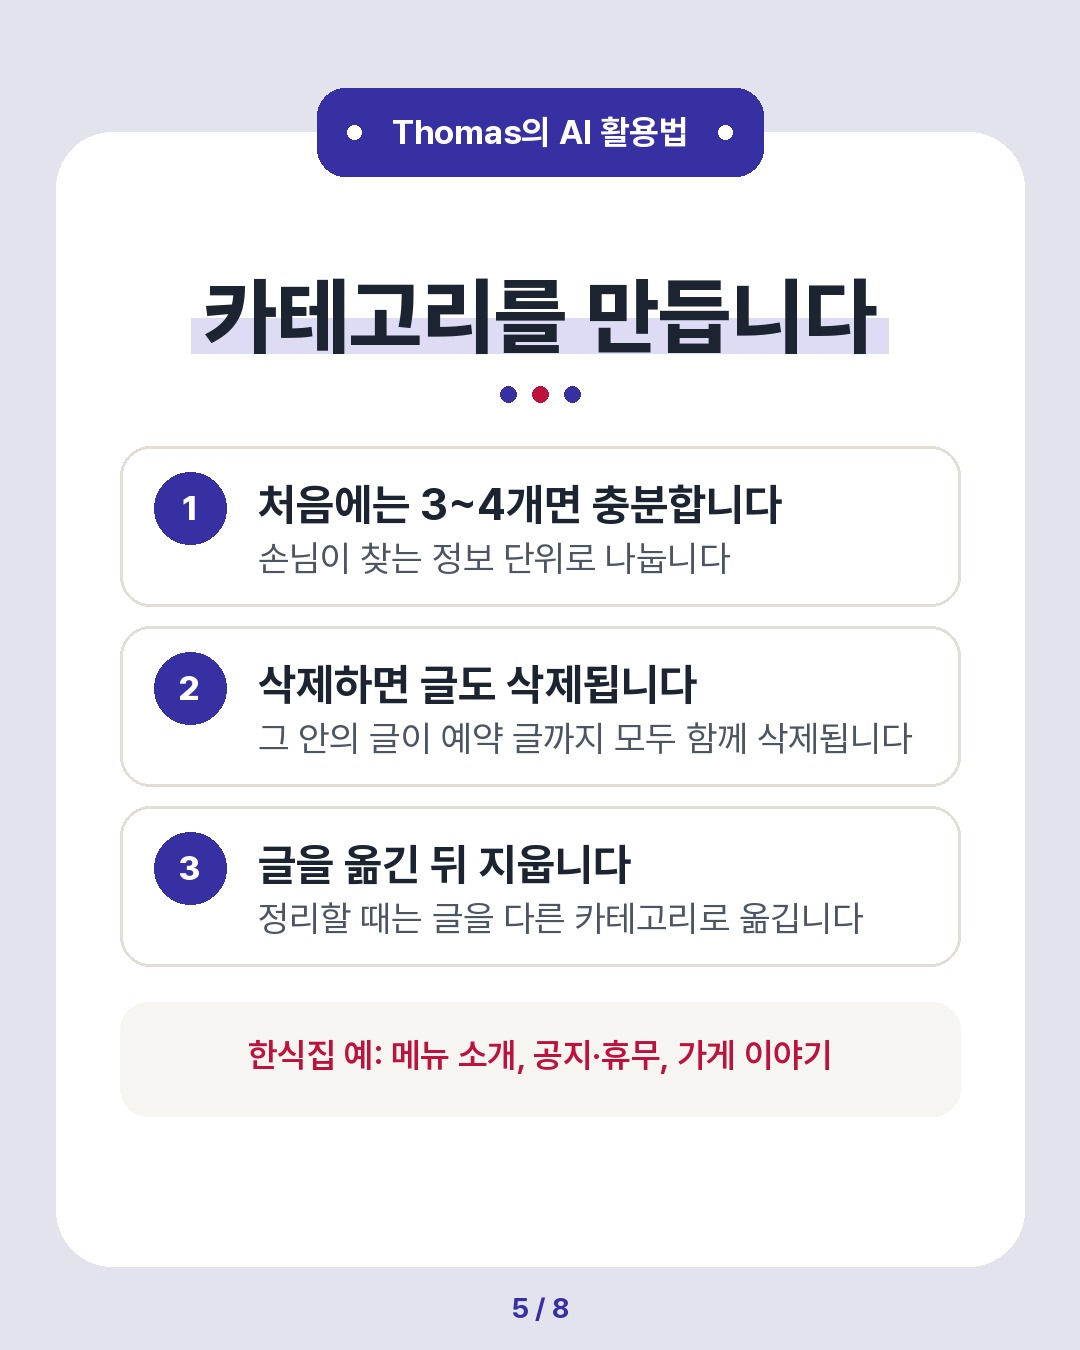 Thomas의 AI 활용법
카테고리를 만듭니다
1
처음에는 3~4개면 충분합니다
손님이 찾는 정보 단위로 나눕니다
2
삭제하면 글도 삭제됩니다
그 안의 글이 예약 글까지 모두 함께 삭제됩니다
3
글을 옮긴 뒤 지웁니다
정리할 때는 글을 다른 카테고리로 옮깁니다
한식집 예: 메뉴 소개, 공지·휴무, 가게 이야기
5 / 8